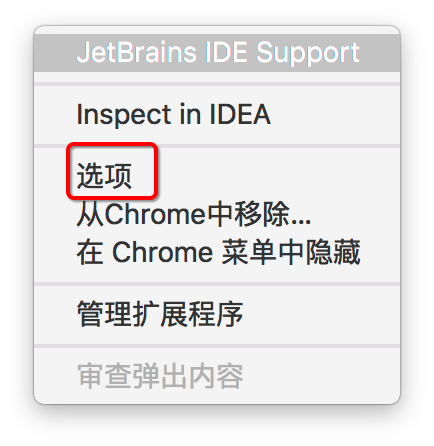 JetBrains IDE Support
Inspect in IDEA
选项
从Chrome中移除...
在 Chrome 菜单中隐藏
管理扩展程序
审查弹出内容